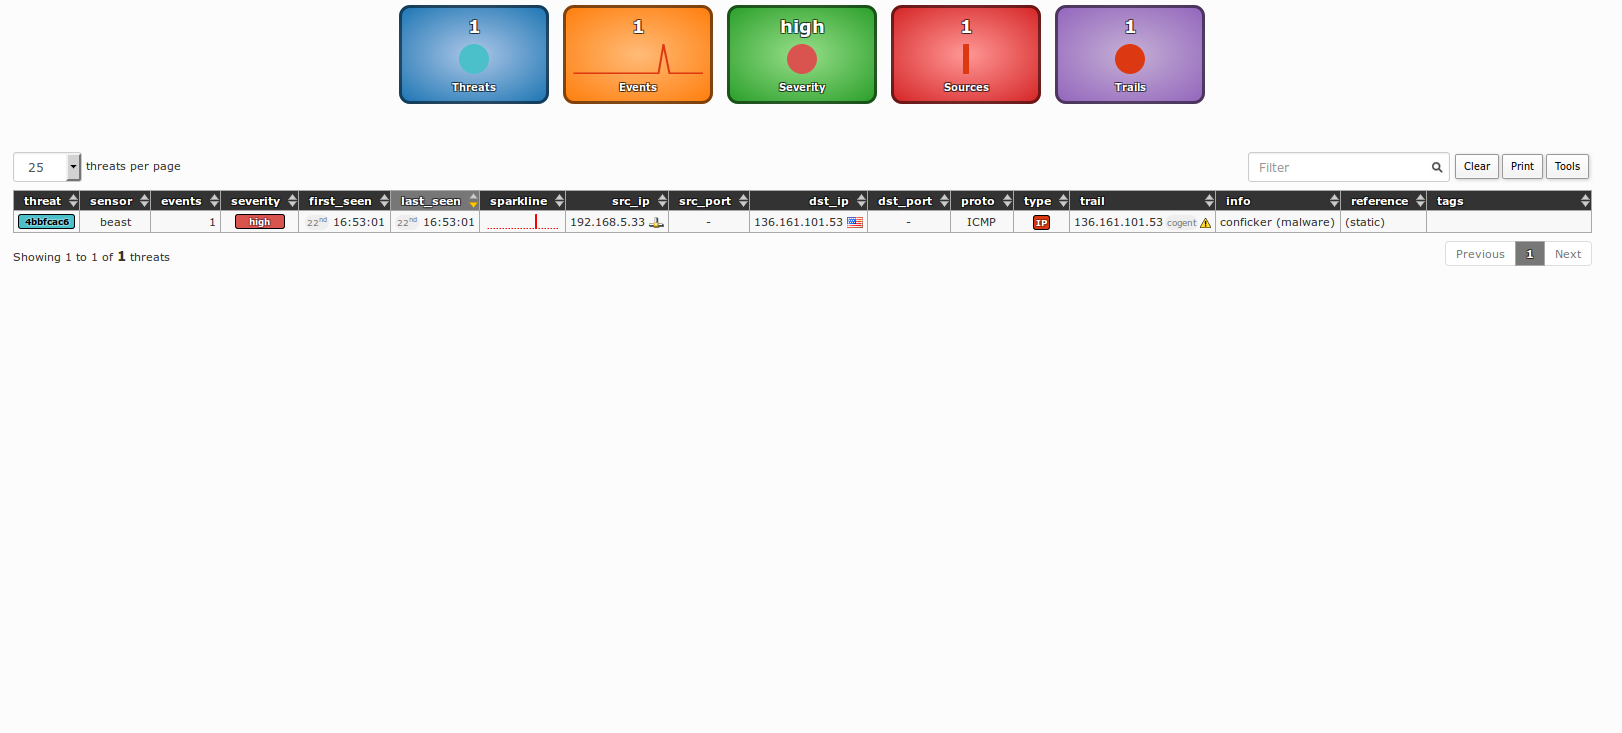 1 1 high 1 1
Threats Events Severity Sources Trails
25 threats per page Filter Clear Print Tools
threat sensor events severity first_seen last_seen sparkline src_ip src_port dst_ip dst_port proto type trail info reference tags
4bbfcac6 beast 1 high 22nd 16:53:01 22nd 16:53:01 192.168.5.33 - 136.161.101.53 - ICMP IP 136.161.101.53 cogent conficker (malware) (static)
Showing 1 to 1 of 1 threats Previous 1 Next